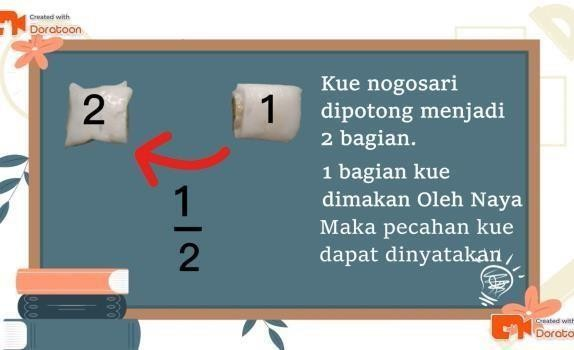 Created with
Doratoon
2
1
1
2
Kue nogosari
dipotong menjadi
2 bagian.
1 bagian kue
dimakan Oleh Naya
Maka pecahan kue
dapat dinyatakan
Created with
Doratoo